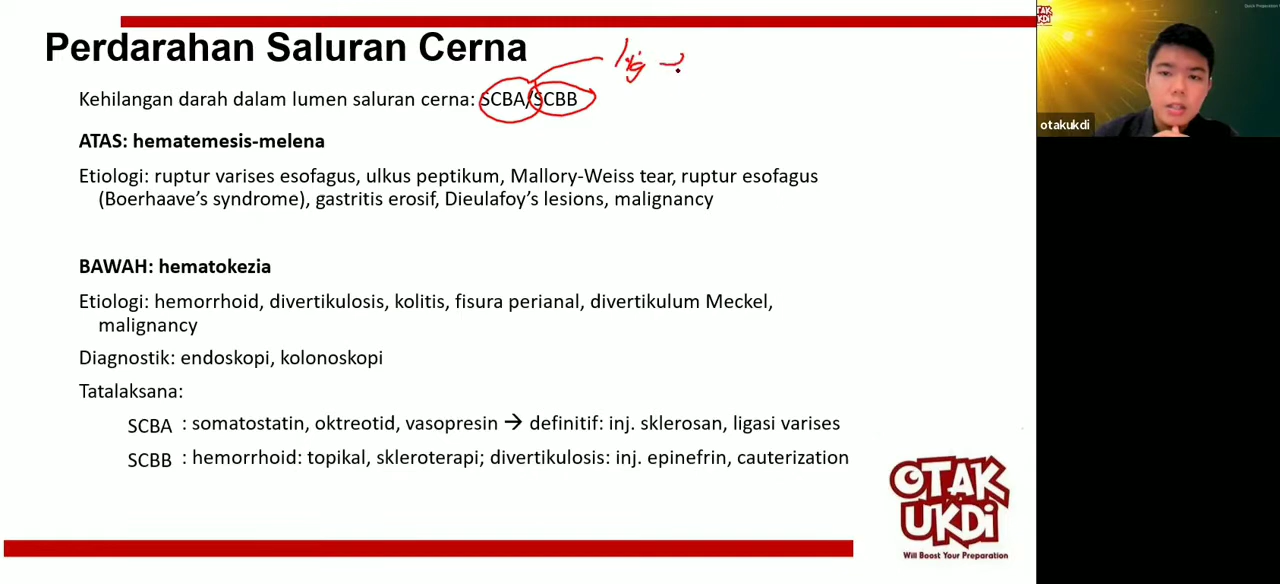 Perdarahan Saluran Cerna
Kehilangan darah dalam lumen saluran cerna: SCBA/SCBB
ATAS: hematemesis-melena
Etiologi: ruptur varises esofagus, ulkus peptikum, Mallory-Weiss tear, ruptur esofagus
(Boerhaave's syndrome), gastritis erosif, Dieulafoy's lesions, malignancy
BAWAH: hematokezia
Etiologi: hemorrhoid, divertikulosis, kolitis, fisura perianal, divertikulum Meckel,
malignancy
Diagnostik: endoskopi, kolonoskopi
Tatalaksana:
SCBA : somatostatin, oktreotid, vasopresin → definitif: inj. sklerosan, ligasi varises
SCBB : hemorrhoid: topikal, skleroterapi; divertikulosis: inj. epinefrin, cauterization
OTAK
UKDI
Will Boost Your Preparation
otakukdi